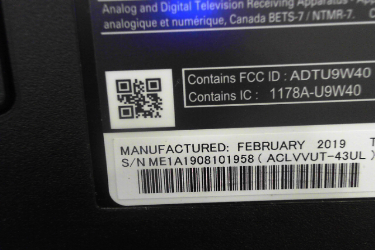 Analog and Digital Television Receiving Apparatus -
analogique et numérique, Canada BETS-7 / NTMR-7.
Contains FCC ID : ADTU9W40
Contains IC : 1178A-U9W40
MANUFACTURED: FEBRUARY 2019 T
S/N ME1A1908101958 ( ACLVVUT-43UL )